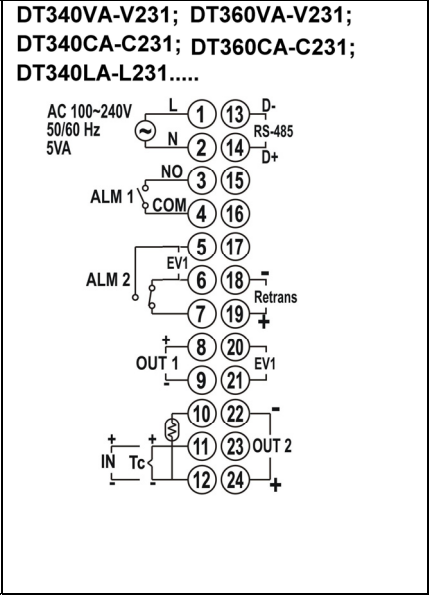 DT340VA-V231; DT360VA-V231;
DT340CA-C231; DT360CA-C231;
DT340LA-L231.....
AC 100~240V
50/60 Hz
5VA
L 1 13 D-
RS-485
N 2 14 D+
NO 3 15
ALM 1
COM 4 16
5 17
EV1
ALM 2 6 18 -
Retrans
7 19 +
+ 8 20
OUT 1 EV1
- 9 21
10 22 -
+ + 11 23 OUT 2
IN Tc
- - 12 24 +